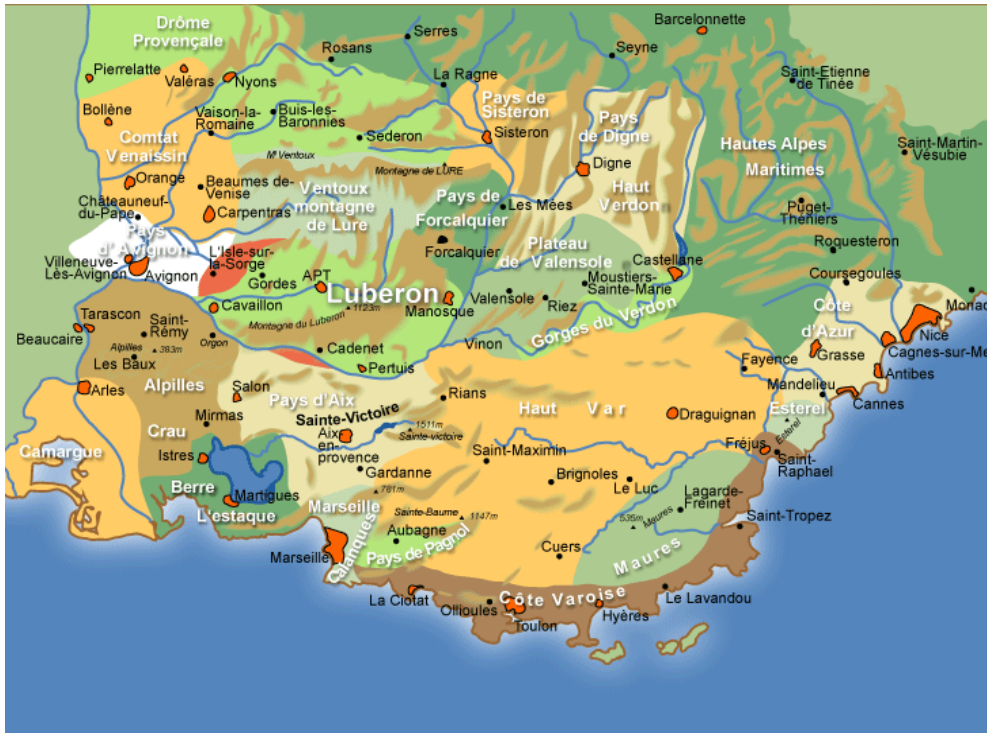 Drôme
Provençale
Serres
Barcelonnette
Rosans
Seyne
Pierrelatte
Valéras
Nyons
La Ragne
Saint-Etienne
de Tinée
Bollène
Vaison-la-
Romaine
Buis-les-
Baronnies
Pays de
Sisteron
Sisteron
Pays
de Digne
Comtat
Venaissin
Sederon
Hautes Alpes
Maritimes
Saint-Martin-
Vésubie
Mt Ventoux
Montagne de LURE
Digne
Orange
Beaumes de-
Venise
Ventoux
montagne
de Lure
Pays de
Forcalquier
Haut
Verdon
Châteauneuf-
du-Pape
Carpentras
Les Mées
Puget-
Théniers
Pays
d'Avignon
Forcalquier
Plateau
de Valensole
Roquesteron
Villeneuve-
Lès-Avignon
Avignon
L'Isle-sur-
la-Sorge
Gordes
APT
Castellane
Coursegoules
Luberon
Manosque
Valensole
Riez
Moustiers-
Sainte-Marie
Monac
Cavaillon
Montagne du Luberon
1123m
Gorges du Verdon
Côte
d'Azur
Nice
Tarascon
Beaucaire
Saint-
Rémy
Orgon
Alpilles
383m
Les Baux
Cadenet
Vinon
Grasse
Cagnes-sur-Me
Pertuis
Fayence
Antibes
Arles
Alpilles
Salon
Pays d'Aix
Rians
Mandelieu
Cannes
Haut Var
Esterel
Esterel
Mirmas
Sainte-Victoire
Aix
en-
provence
1511m
Sainte-victoire
Draguignan
Crau
Camargue
Istres
Gardanne
Saint-Maximin
Fréjus
Saint-
Raphael
Berre
Martigues
L'estaque
Marseille
781m
Brignoles
Le Luc
Lagarde-
Freinet
Sainte-Baume
1147m
535m
Maures
Saint-Tropez
Aubagne
Pays de Pagnol
Calanques
Marseille
Cuers
Maures
La Ciotat
Ollioules
Côte Varoise
Toulon
Hyères
Le Lavandou